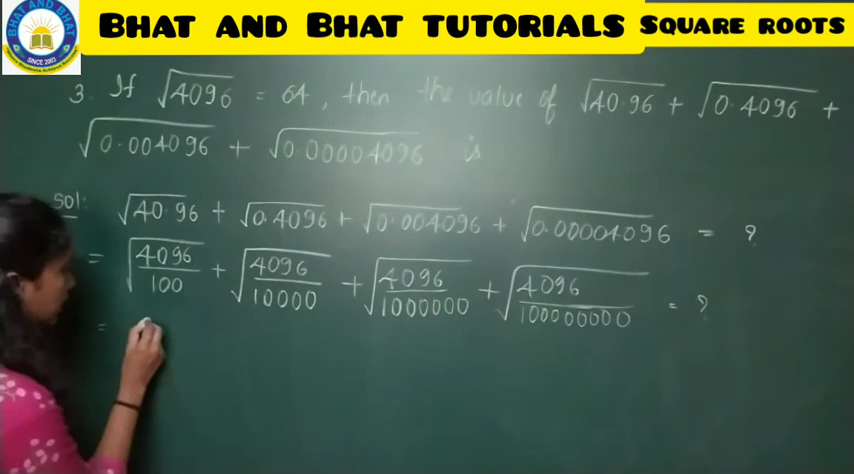 BHAT AND BHAT TUTORIALS SQUARE ROOTS
BHAT AND BHAT
SINCE 2003
3. If √4096 = 64, then the value of √40.96 + √0.4096 +
√0.004096 + √0.00004096 is
Sol:
√40.96 + √0.4096 + √0.004096 + √0.00004096 = ?
= √4096/100 + √4096/10000 + √4096/1000000 + √4096/100000000 = ?
=